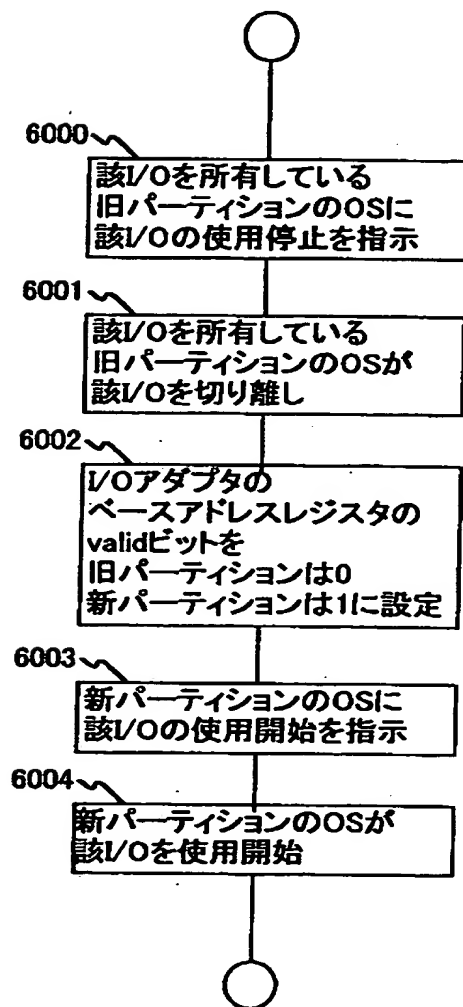 6000
該I/Oを所有している
旧パーティションのOSに
該I/Oの使用停止を指示
6001
該I/Oを所有している
旧パーティションのOSが
該I/Oを切り離し
6002
I/Oアダプタの
ベースアドレスレジスタの
validビットを
旧パーティションは0
新パーティションは1に設定
6003
新パーティションのOSに
該I/Oの使用開始を指示
6004
新パーティションのOSが
該I/Oを使用開始